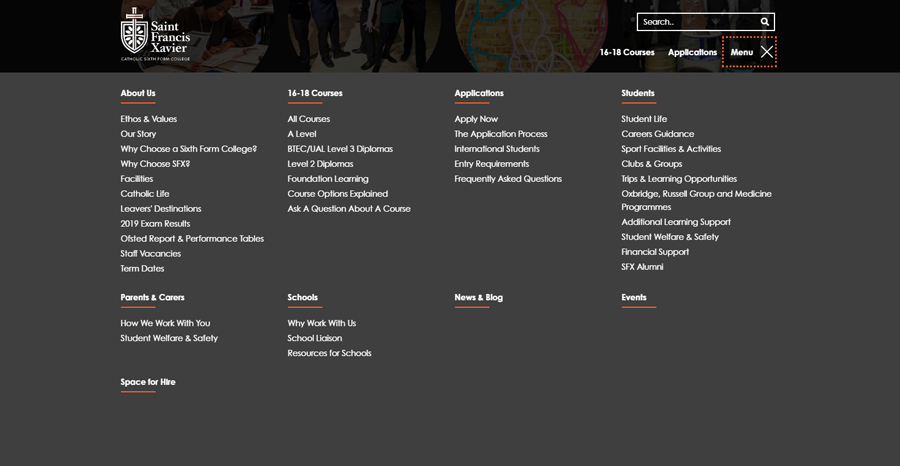 Saint
Francis
Xavier
CATHOLIC SIXTH FORM COLLEGE
Search..
16-18 Courses
Applications
Menu
About Us
Ethos & Values
Our Story
Why Choose a Sixth Form College?
Why Choose SFX?
Facilities
Catholic Life
Leavers' Destinations
2019 Exam Results
Ofsted Report & Performance Tables
Staff Vacancies
Term Dates
16-18 Courses
All Courses
A Level
BTEC/UAL Level 3 Diplomas
Level 2 Diplomas
Foundation Learning
Course Options Explained
Ask A Question About A Course
Applications
Apply Now
The Application Process
International Students
Entry Requirements
Frequently Asked Questions
Students
Student Life
Careers Guidance
Sport Facilities & Activities
Clubs & Groups
Trips & Learning Opportunities
Oxbridge, Russell Group and Medicine
Programmes
Additional Learning Support
Student Welfare & Safety
Financial Support
SFX Alumni
Parents & Carers
How We Work With You
Student Welfare & Safety
Schools
Why Work With Us
School Liaison
Resources for Schools
News & Blog
Events
Space for Hire